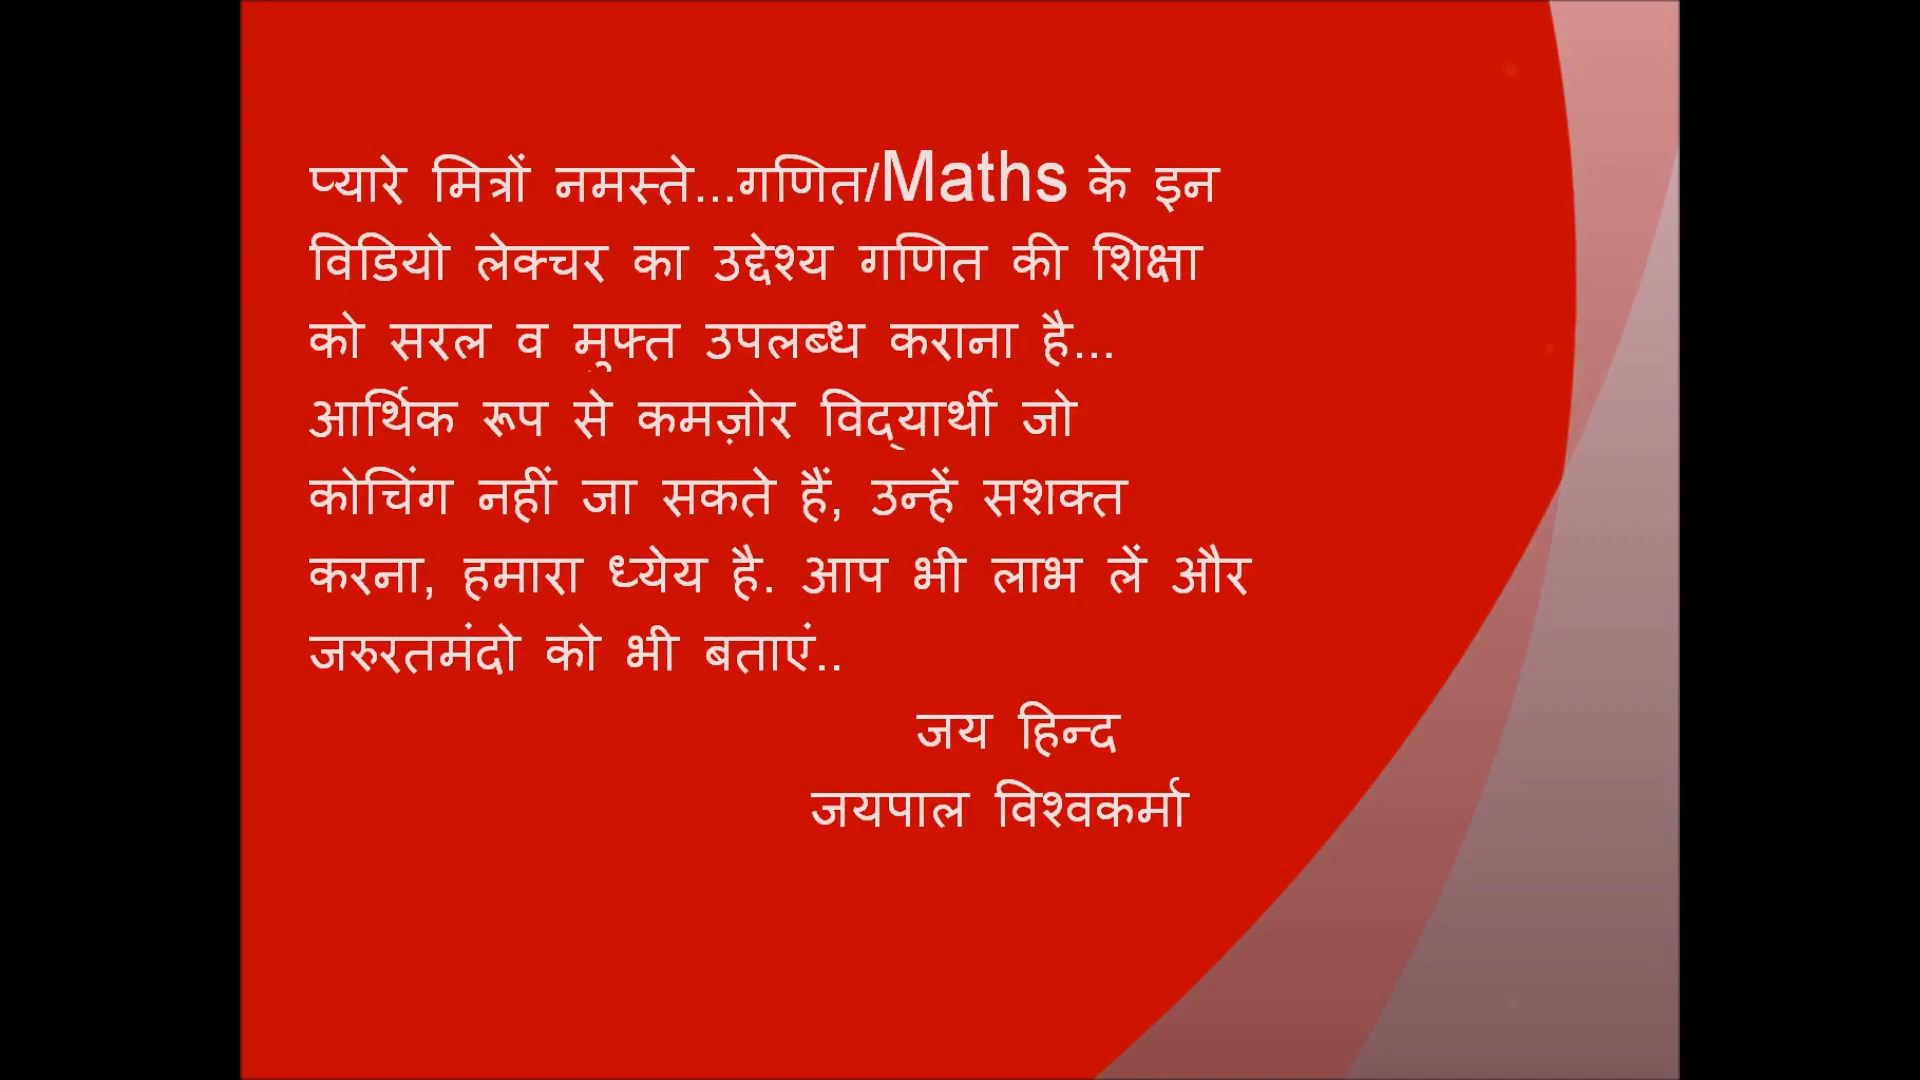 प्यारे मित्रों नमस्ते...गणित/Maths के इन
विडियो लेक्चर का उद्देश्य गणित की शिक्षा
को सरल व मुफ्त उपलब्ध कराना है...
आर्थिक रूप से कमज़ोर विद्यार्थी जो
कोचिंग नहीं जा सकते हैं, उन्हें सशक्त
करना, हमारा ध्येय है. आप भी लाभ लें और
जरुरतमंदो को भी बताएं..
जय हिन्द
जयपाल विश्वकर्मा